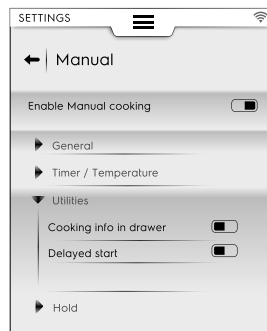 SETTINGS
Manual
Enable Manual cooking
General
Timer / Temperature
Utilities
Cooking info in drawer
Delayed start
Hold